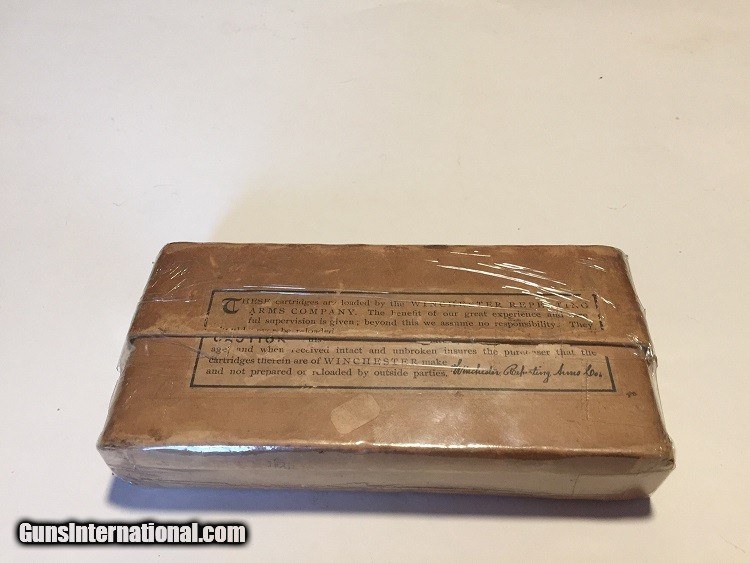 THESE cartridges are loaded by the WINCHESTER REPEATING
ARMS COMPANY. The benefit of our great experience and
ful supervision is given; beyond this we assume no responsibility. They
CAUTION
age, and when received intact and unbroken insures the purchaser that the
cartridges therein are of WINCHESTER make
and not prepared or reloaded by outside parties. Winchester Repeating Arms Co.
GunsInternational.com